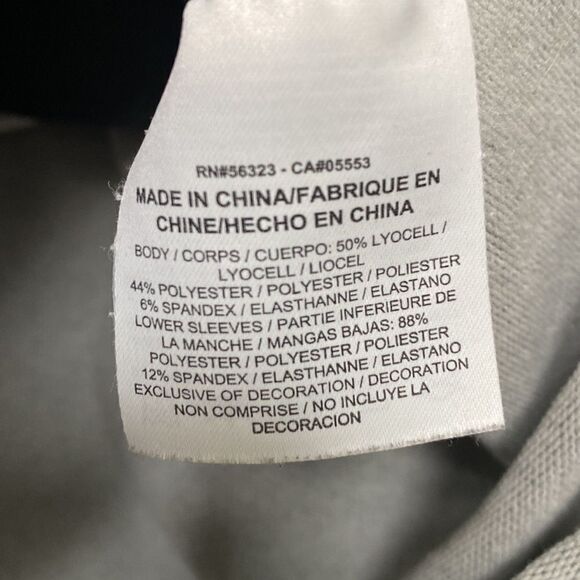 RN#56323 - CA#05553
MADE IN CHINA/FABRIQUE EN
CHINE/HECHO EN CHINA
BODY / CORPS / CUERPO: 50% LYOCELL /
LYOCELL / LIOCEL
44% POLYESTER / POLYESTER / POLIESTER
6% SPANDEX / ELASTHANNE / ELASTANO
LOWER SLEEVES / PARTIE INFERIEURE DE
LA MANCHE / MANGAS BAJAS: 88%
POLYESTER / POLYESTER / POLIESTER
12% SPANDEX / ELASTHANNE / ELASTANO
EXCLUSIVE OF DECORATION / DECORATION
NON COMPRISE / NO INCLUYE LA
DECORACION